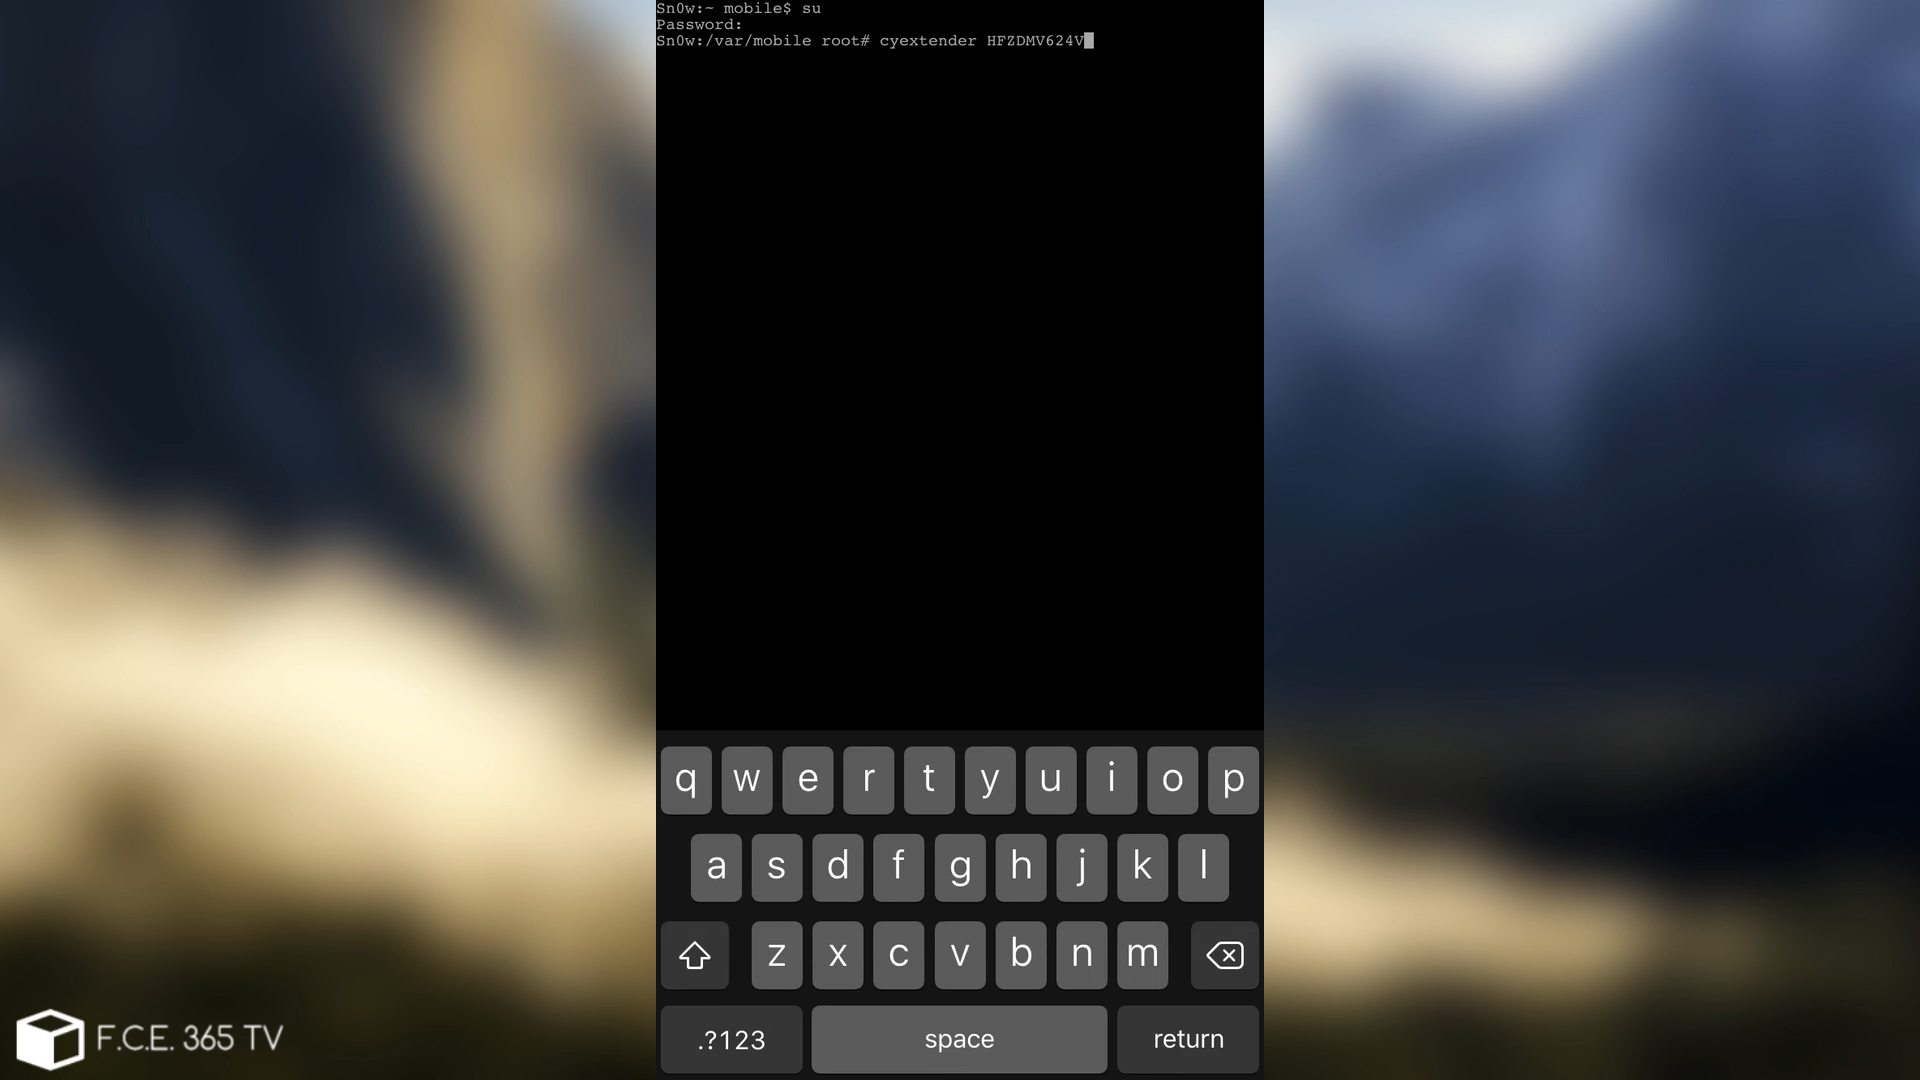 Sn0w:~ mobile$ su
Password:
Sn0w:/var/mobile root# cyextender HFZDMV624V
q w e r t y u i o p
a s d f g h j k l
z x c v b n m
.?123 space return
F.C.E. 365 TV